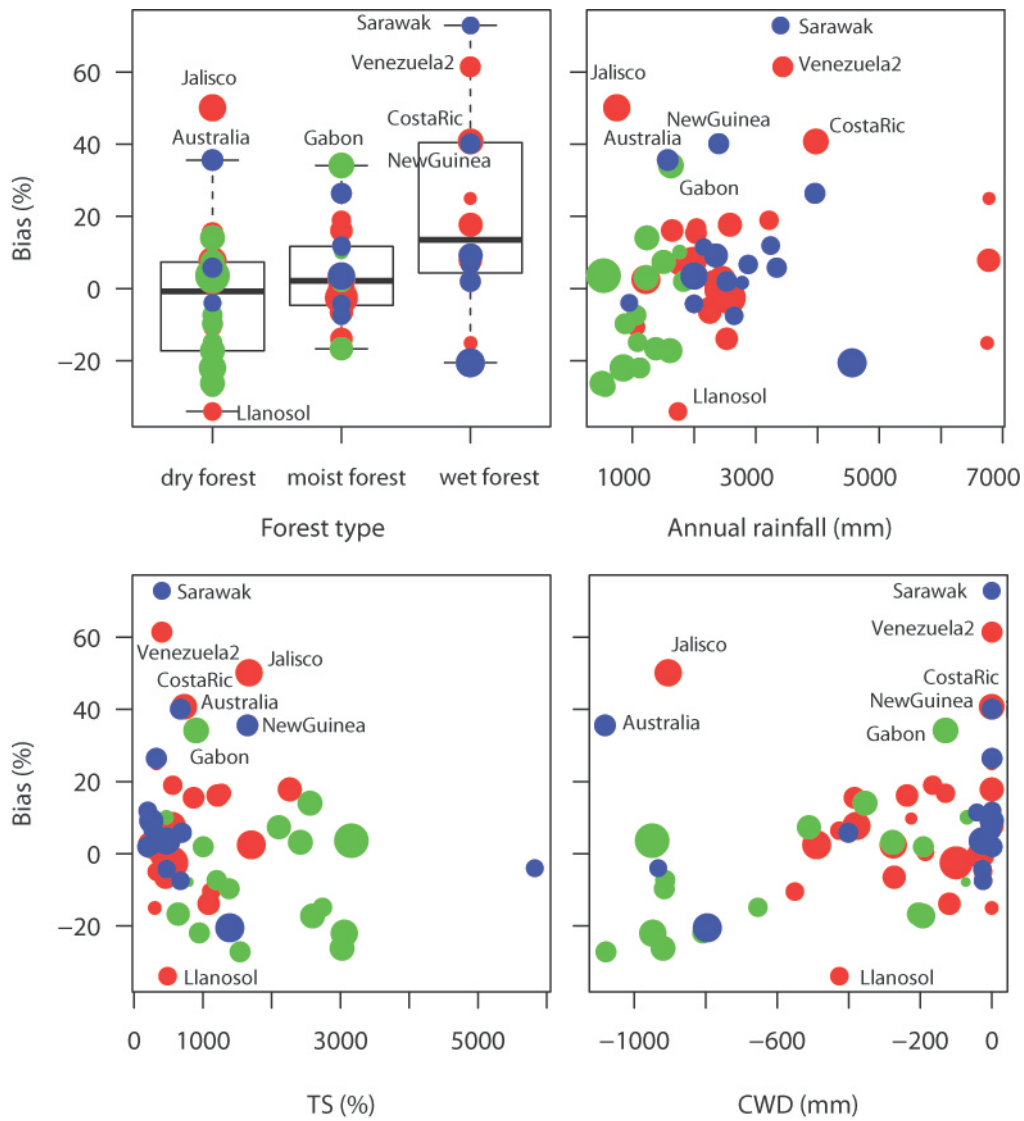 Bias (%)
60
40
20
0
−20
Sarawak
Venezuela2
Jalisco
CostaRic
Australia
Gabon
NewGuinea
Llanosol
dry forest
moist forest
wet forest
Forest type
Sarawak
Venezuela2
Jalisco
NewGuinea
CostaRic
Australia
Gabon
Llanosol
1000
3000
5000
7000
Annual rainfall (mm)
Bias (%)
60
40
20
0
−20
Sarawak
Venezuela2
Jalisco
CostaRic
Australia
NewGuinea
Gabon
Llanosol
0
1000
3000
5000
TS (%)
Sarawak
Venezuela2
Jalisco
CostaRic
NewGuinea
Australia
Gabon
Llanosol
−1000
−600
−200
0
CWD (mm)